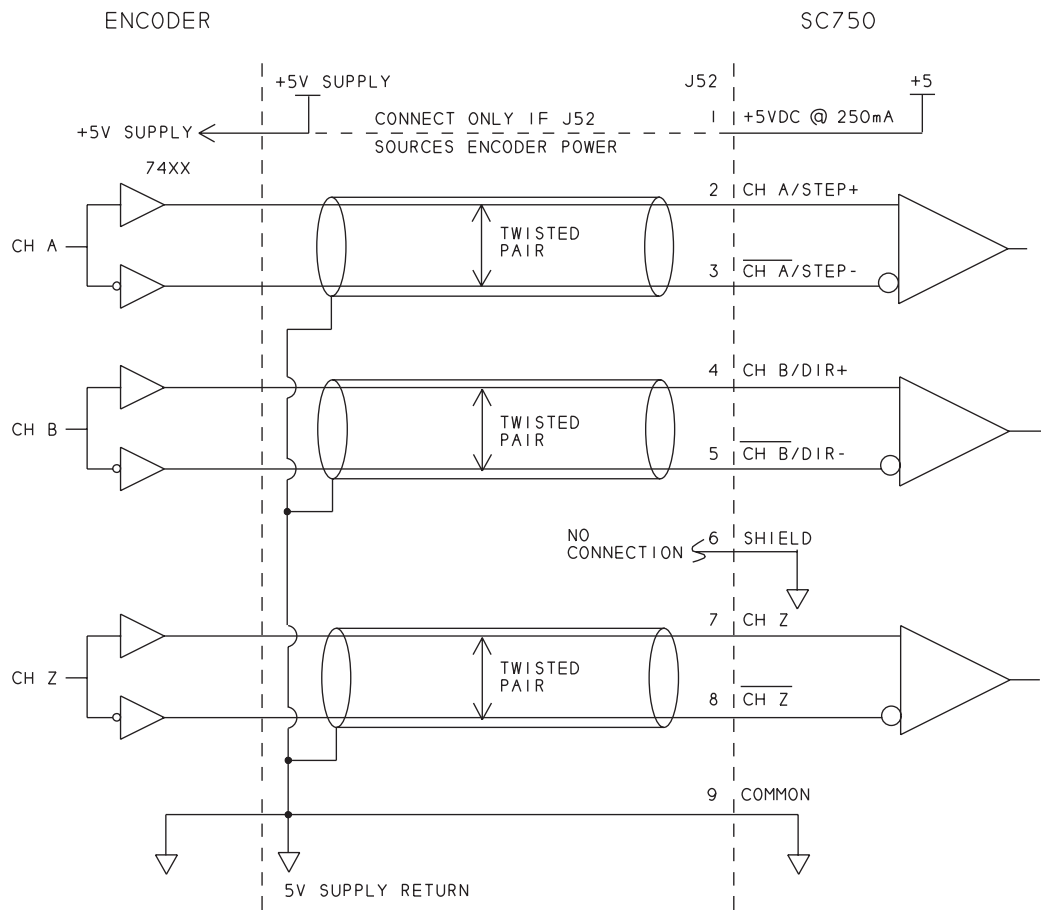 ENCODER
SC750
+5V SUPPLY
J52
+5
+5V SUPPLY
CONNECT ONLY IF J52
SOURCES ENCODER POWER
1 +5VDC @ 250mA
74XX
2 CH A/STEP+
CH A
TWISTED
PAIR
3 CH A/STEP-
4 CH B/DIR+
CH B
TWISTED
PAIR
5 CH B/DIR-
NO
CONNECTION
6 SHIELD
7 CH Z
CH Z
TWISTED
PAIR
8 CH Z
9 COMMON
5V SUPPLY RETURN